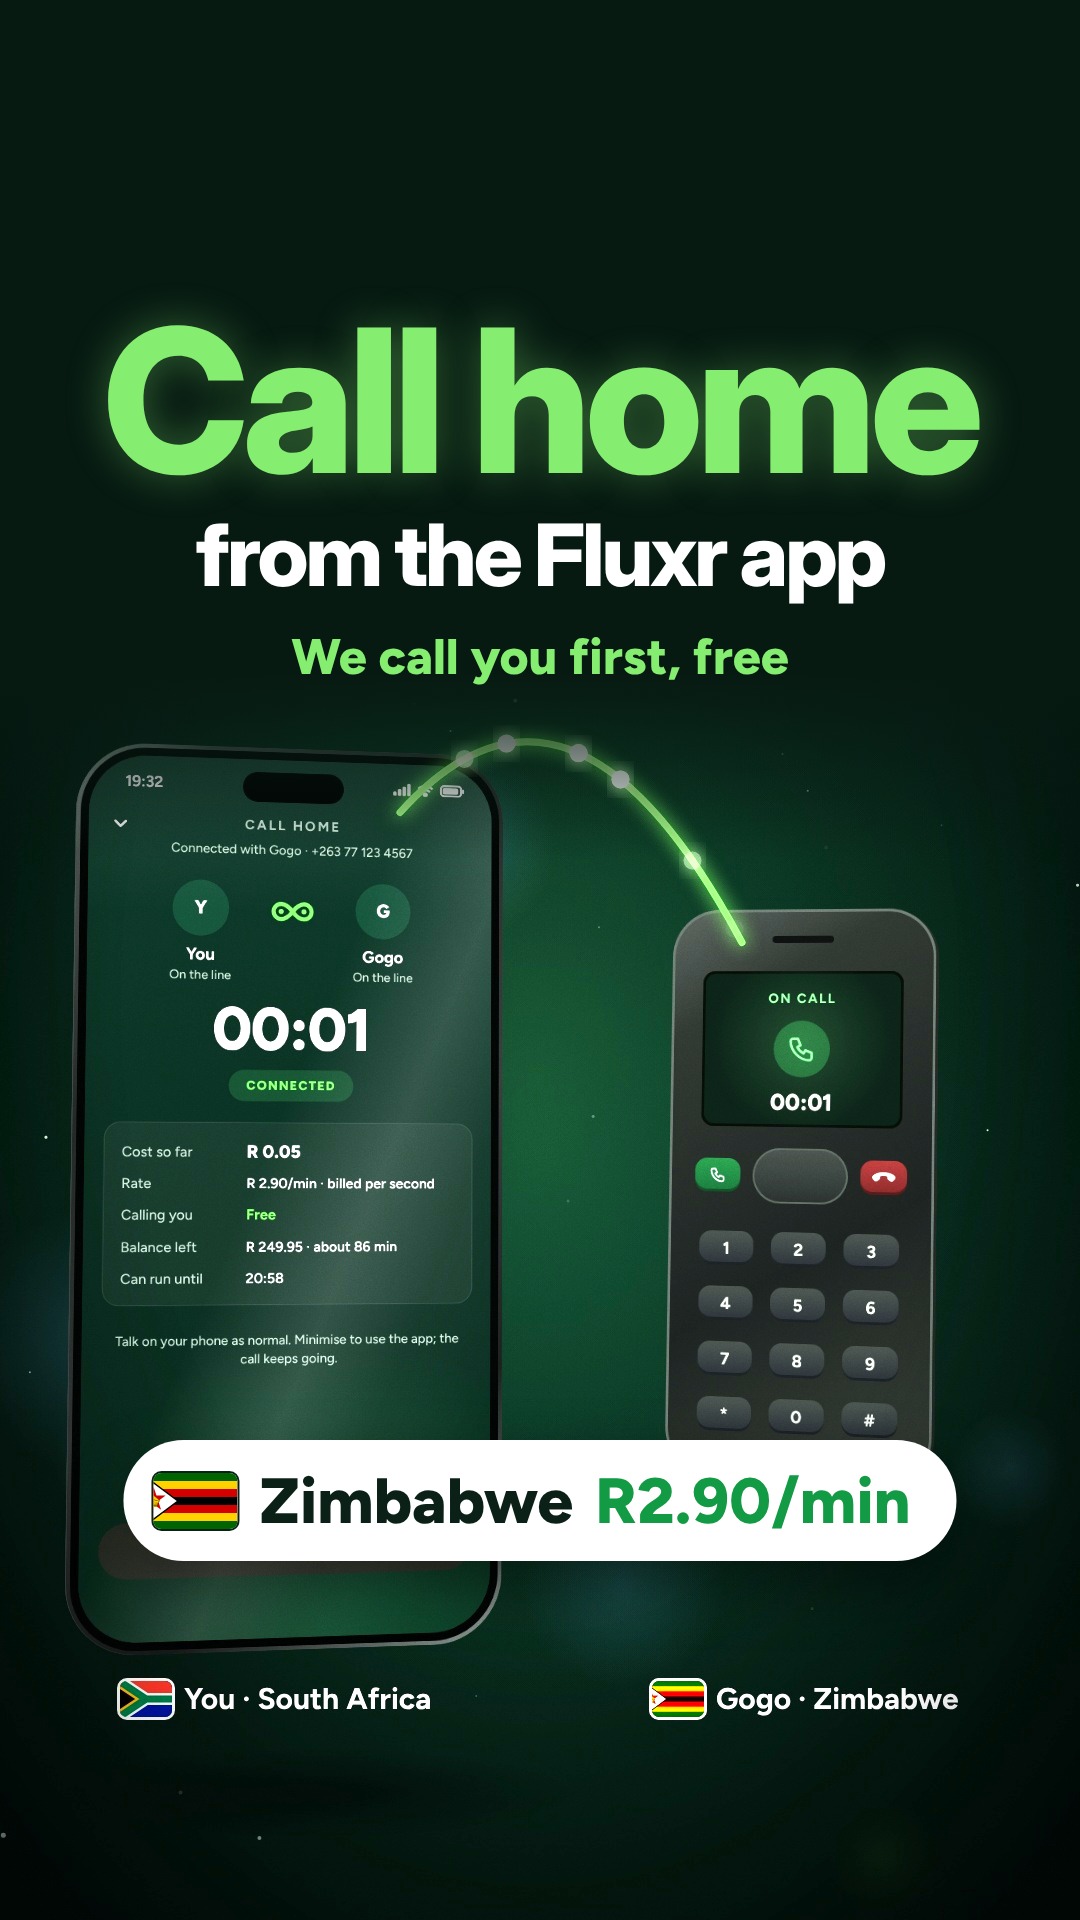 Call home
from the Fluxr app
We call you first, free
19:32
CALL HOME
Connected with Gogo · +263 77 123 4567
Y
G
You
Gogo
On the line
On the line
00:01
CONNECTED
Cost so far R 0.05
Rate R 2.90/min · billed per second
Calling you Free
Balance left R 249.95 · about 86 min
Can run until 20:58
Talk on your phone as normal. Minimise to use the app; the
call keeps going.
ON CALL
00:01
1 2 3
4 5 6
7 8 9
* 0 #
Zimbabwe R2.90/min
You · South Africa
Gogo · Zimbabwe